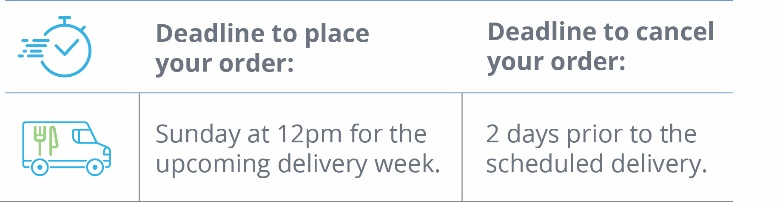 Deadline to place
your order:
Deadline to cancel
your order:
Sunday at 12pm for the
upcoming delivery week.
2 days prior to the
scheduled delivery.